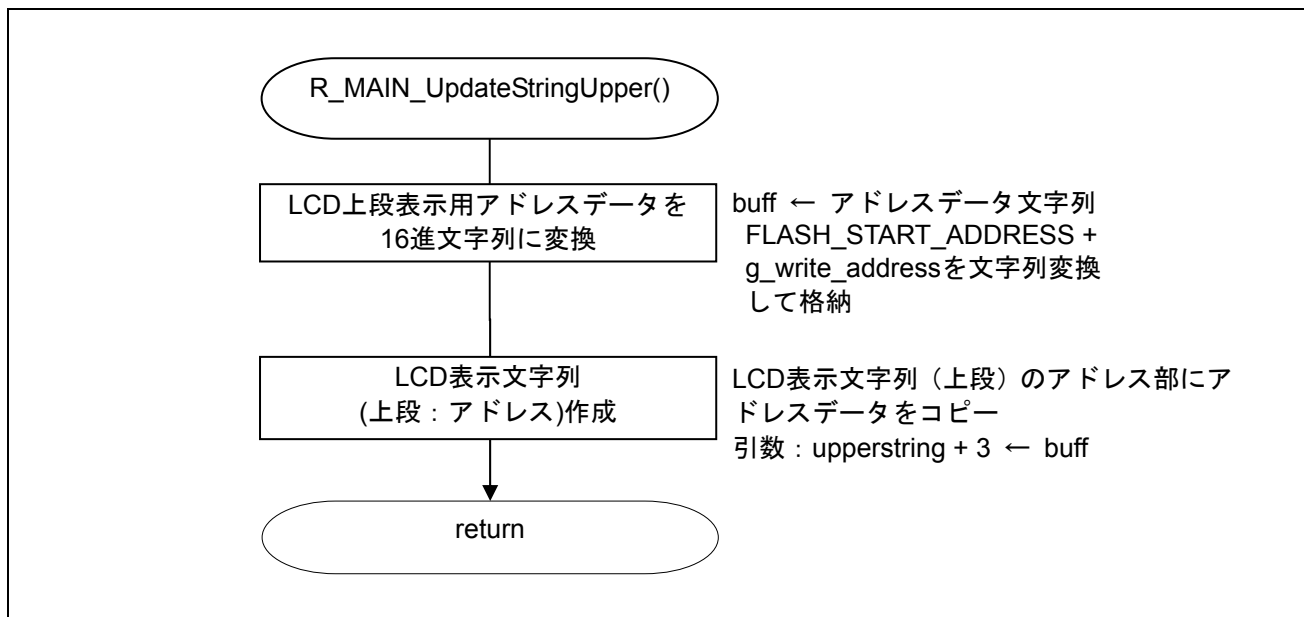 R_MAIN_UpdateStringUpper()
LCD上段表示用アドレスデータを
16進文字列に変換
buff ← アドレスデータ文字列
FLASH_START_ADDRESS +
g_write_addressを文字列変換
して格納
LCD表示文字列
(上段：アドレス)作成
LCD表示文字列（上段）のアドレス部にア
ドレスデータをコピー
引数：upperstring + 3 ← buff
return